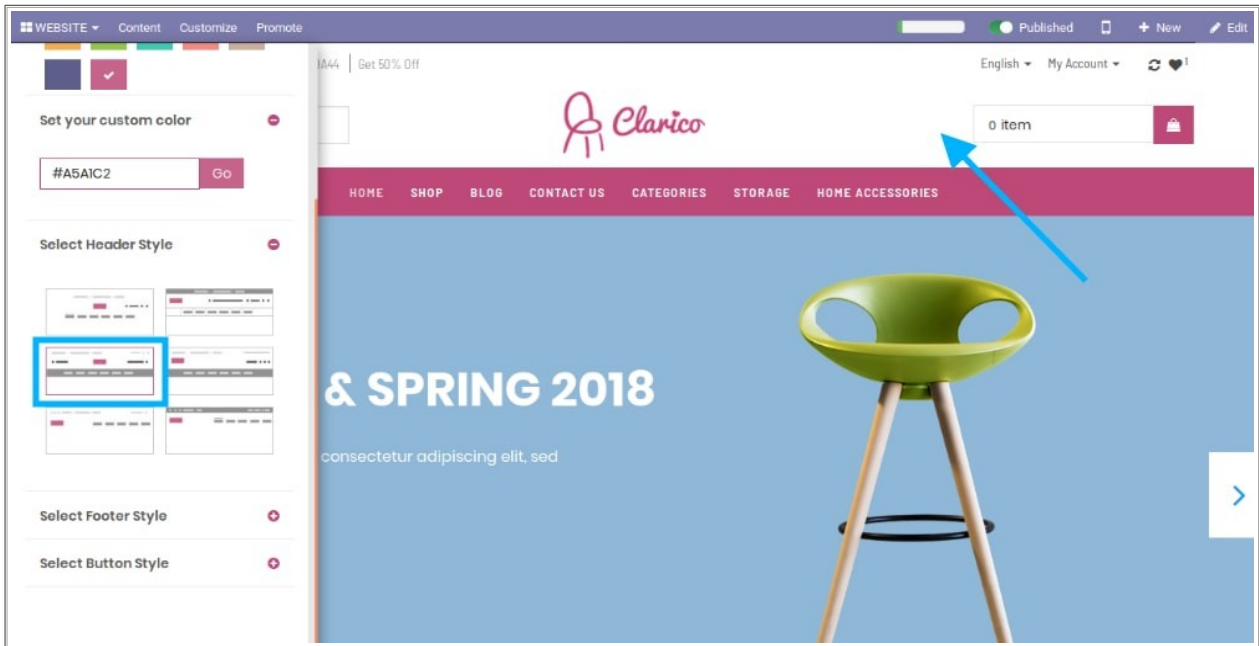 WEBSITE Content Customize Promote Published + New Edit
IA44 | Get 50% Off English My Account 1
Set your custom color
Clarico
0 item
#A5A1C2 Go
HOME SHOP BLOG CONTACT US CATEGORIES STORAGE HOME ACCESSORIES
Select Header Style
& SPRING 2018
consectetur adipiscing elit, sed
Select Footer Style
Select Button Style